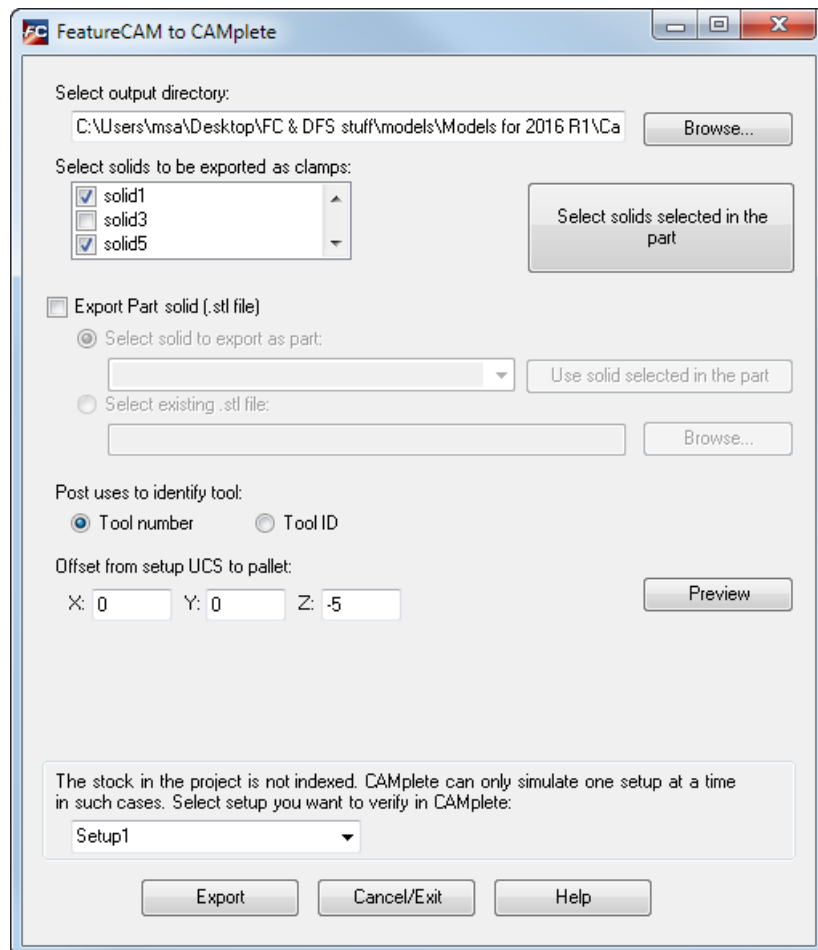 FC FeatureCAM to CAMplete
Select output directory:
C:\Users\msa\Desktop\FC & DFS stuff\models\Models for 2016 R1\Ca
Browse...
Select solids to be exported as clamps:
solid1
solid3
solid5
Select solids selected in the
part
Export Part solid (.stl file)
Select solid to export as part:
Use solid selected in the part
Select existing .stl file:
Browse...
Post uses to identify tool:
Tool number
Tool ID
Offset from setup UCS to pallet:
X: 0 Y: 0 Z: -5
Preview
The stock in the project is not indexed. CAMplete can only simulate one setup at a time
in such cases. Select setup you want to verify in CAMplete:
Setup1
Export
Cancel/Exit
Help